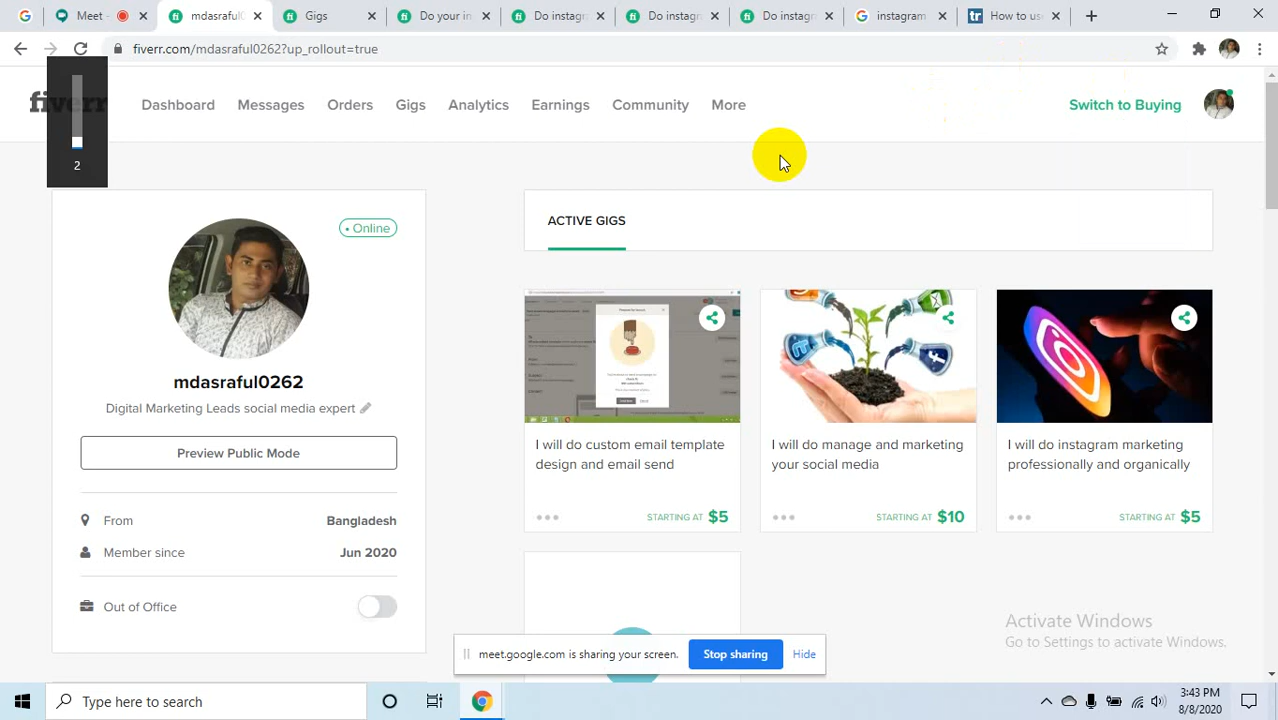 M
Gigs
Do your in
Do instagr
Do instagr
Do instagr
instagram
tr How to us
fiverr.com/mdasraful0262?up_rollout=true
fiverr
Dashboard
Messages
Orders
Gigs
Analytics
Earnings
Community
More
Switch to Buying
2
• Online
mdasraful0262
Digital Marketing Leads social media expert
Preview Public Mode
From Bangladesh
Member since Jun 2020
Out of Office
ACTIVE GIGS
I will do custom email template
design and email send
STARTING AT $5
I will do manage and marketing
your social media
STARTING AT $10
I will do instagram marketing
professionally and organically
STARTING AT $5
Activate Windows
Go to Settings to activate Windows.
meet.google.com is sharing your screen.
Stop sharing
Hide
Type here to search
3:43 PM
8/8/2020